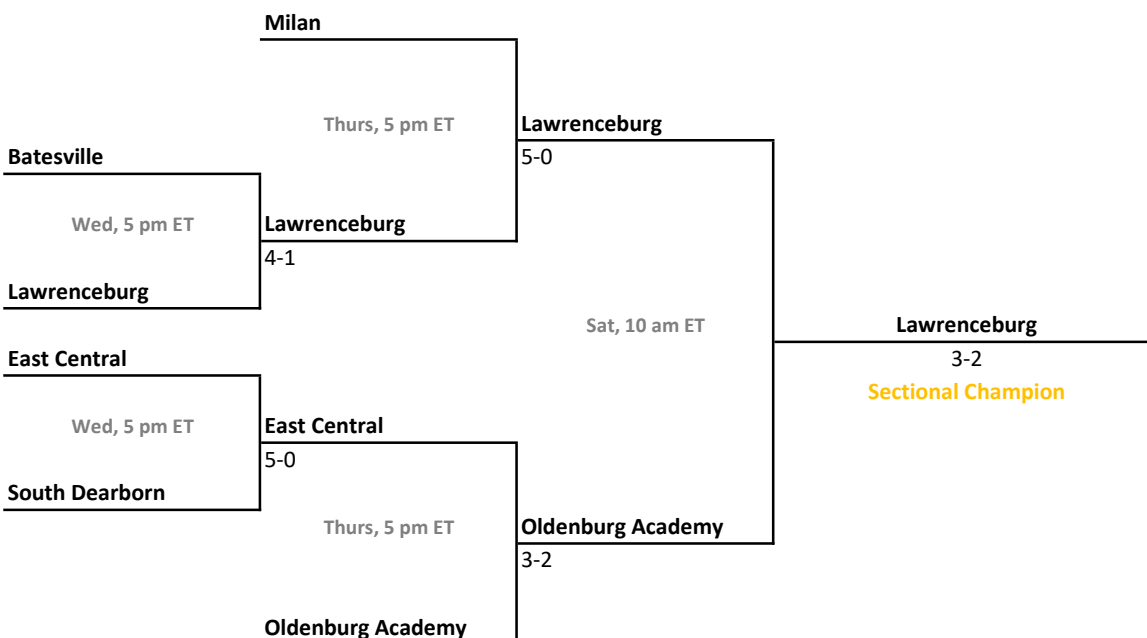 Milan
Thurs, 5 pm ET
Lawrenceburg
5-0
Batesville
Wed, 5 pm ET
Lawrenceburg
4-1
Lawrenceburg
Sat, 10 am ET
Lawrenceburg
3-2
Sectional Champion
East Central
Wed, 5 pm ET
East Central
5-0
South Dearborn
Thurs, 5 pm ET
Oldenburg Academy
3-2
Oldenburg Academy